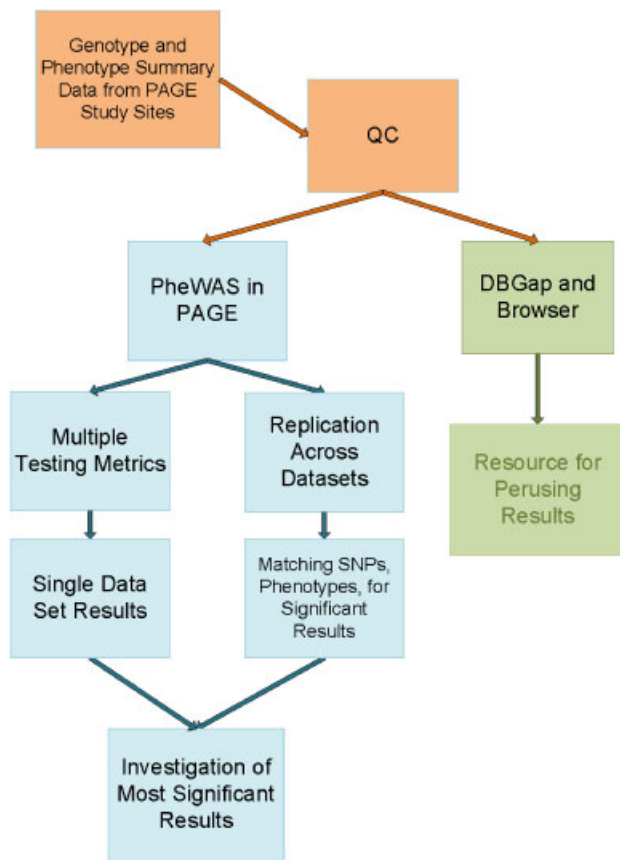 Genotype and
Phenotype Summary
Data from PAGE
Study Sites
QC
PheWAS in
PAGE
DBGap and
Browser
Multiple
Testing Metrics
Replication
Across
Datasets
Resource for
Perusing
Results
Single Data
Set Results
Matching SNPs,
Phenotypes, for
Significant
Results
Investigation of
Most Significant
Results